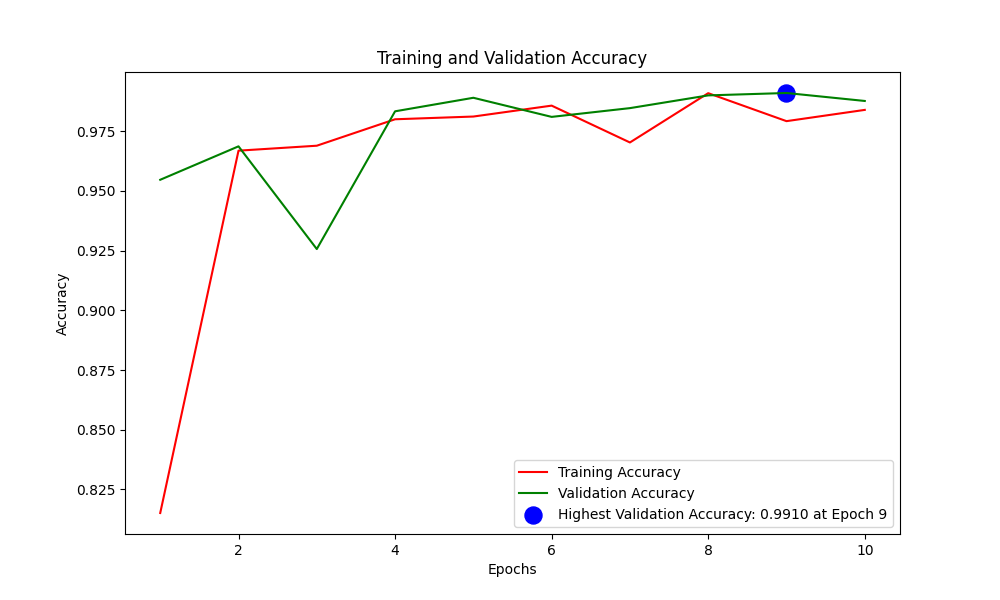 Training and Validation Accuracy
Accuracy
0.975
0.950
0.925
0.900
0.875
0.850
0.825
Training Accuracy
Validation Accuracy
Highest Validation Accuracy: 0.9910 at Epoch 9
2 4 6 8 10
Epochs